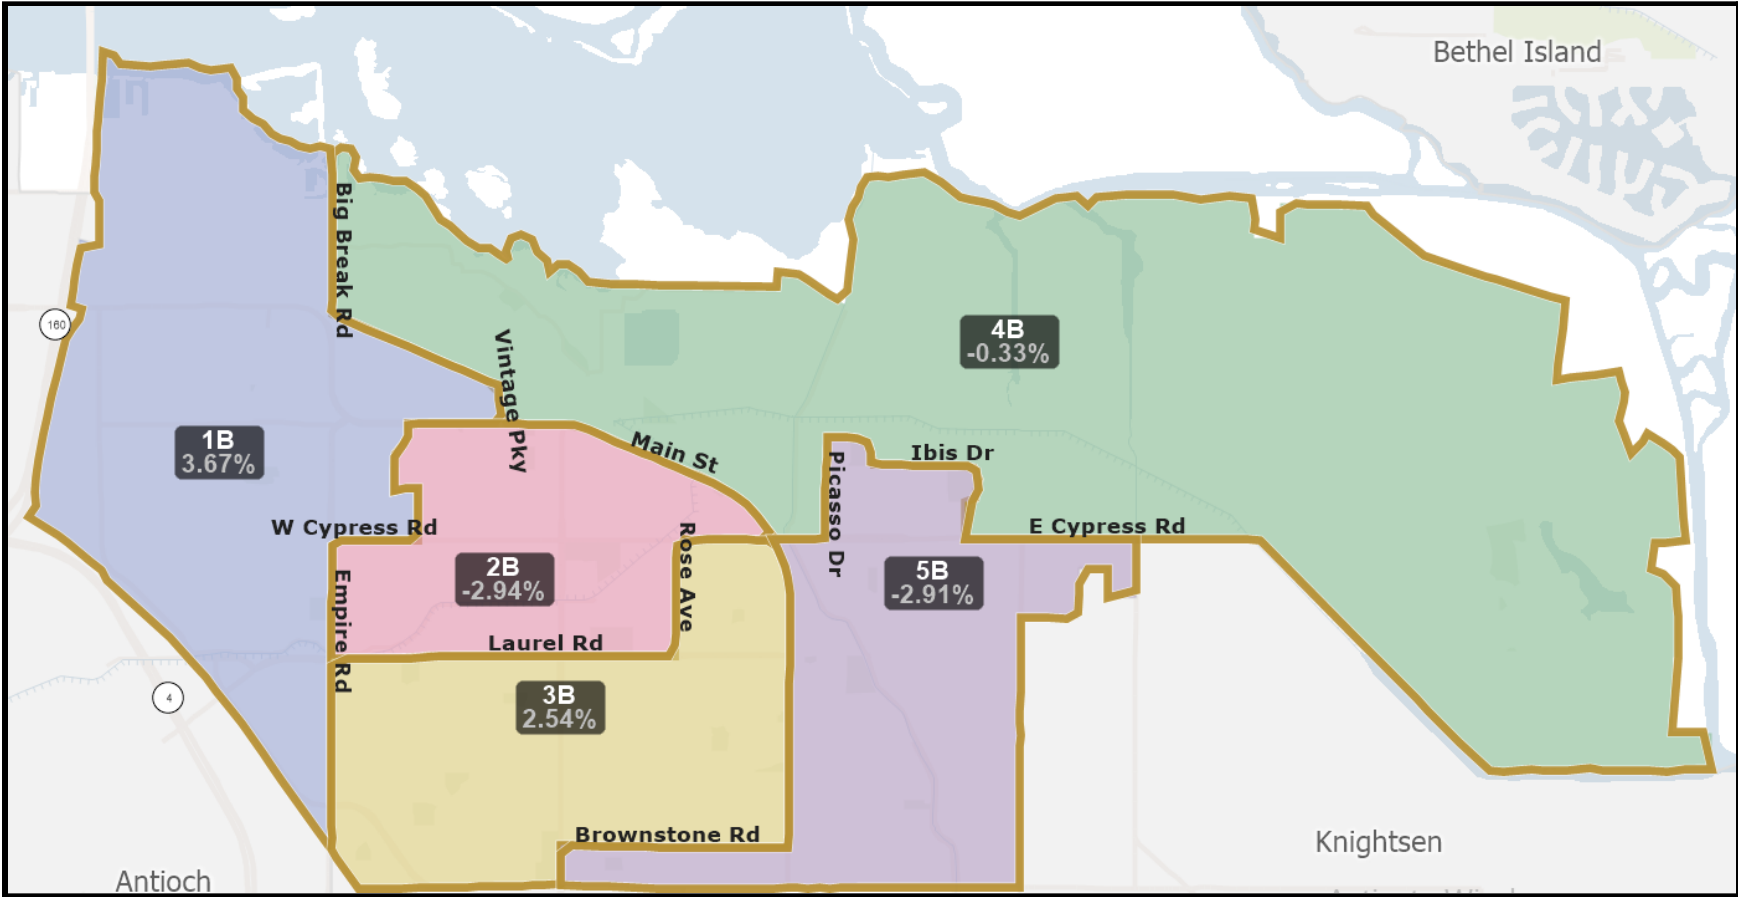 Bethel Island
Big Break Rd
160
Vintage Pky
4B
-0.33%
1B
3.67%
Main St
Ibis Dr
Picasso Dr
W Cypress Rd
E Cypress Rd
Rose Ave
2B
-2.94%
5B
-2.91%
Empire Rd
Laurel Rd
4
3B
2.54%
Brownstone Rd
Knightsen
Antioch